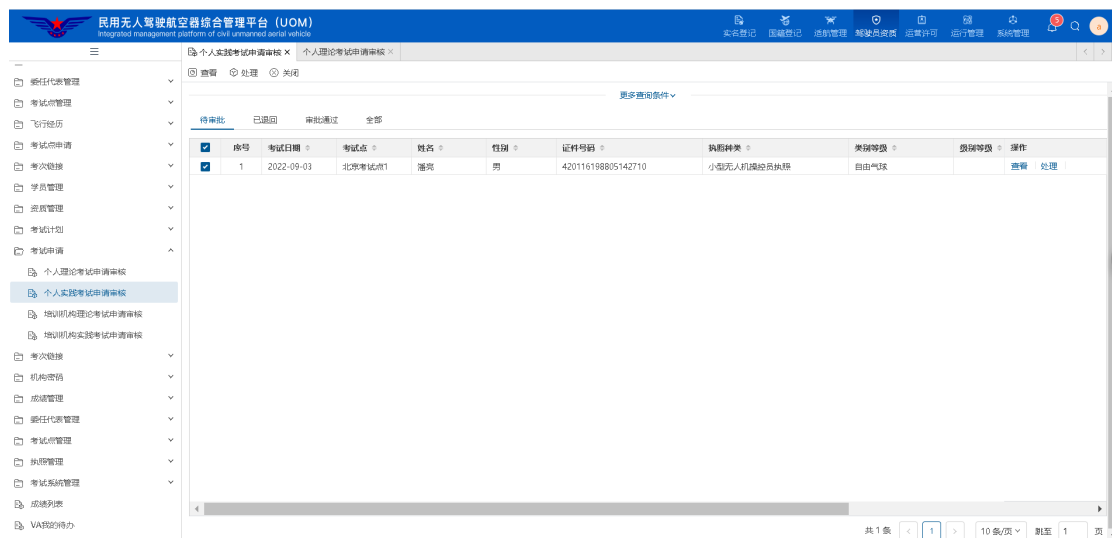 民用无人驾驶航空器综合管理平台（UOM）
Integrated management platform of civil unmanned aerial vehicle
实名登记 国籍登记 适航管理 驾驶员资质 运营许可 运行管理 系统管理 5 a
个人实践考试申请审核 × 个人理论考试申请审核 ×
查看 处理 关闭
更多查询条件
待审批 已退回 审批通过 全部
序号 考试日期 考试点 姓名 性别 证件号码 执照种类 类别等级 级别等级 操作
1 2022-09-03 北京考试点1 潘亮 男 420116198805142710 小型无人机操控员执照 自由气球 查看 处理
委任代表管理
考试点管理
飞行经历
考试点申请
考次链接
学员管理
资质管理
考试计划
考试申请
个人理论考试申请审核
个人实践考试申请审核
培训机构理论考试申请审核
培训机构实践考试申请审核
考次链接
机构密码
成绩管理
委任代表管理
考试点管理
执照管理
考试系统管理
成绩列表
VA我的待办
共 1 条 < 1 > 10 条/页 跳至 1 页